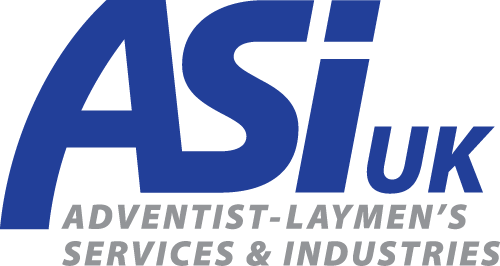 ASi UK
ADVENTIST-LAYMEN'S
SERVICES & INDUSTRIES